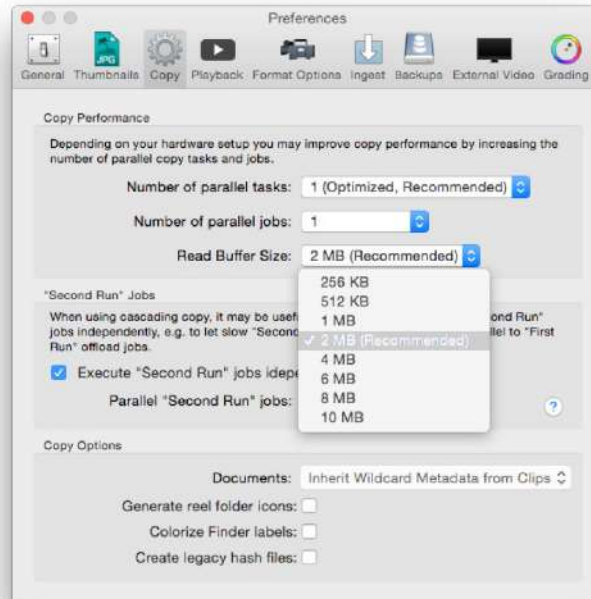 Preferences
JPG
General Thumbnails Copy Playback Format Options Ingest Backups External Video Grading
Copy Performance
Depending on your hardware setup you may improve copy performance by increasing the
number of parallel copy tasks and jobs.
Number of parallel tasks: 1 (Optimized, Recommended)
Number of parallel jobs: 1
Read Buffer Size: 2 MB (Recommended)
256 KB
512 KB
1 MB
✓ 2 MB (Recommended)
4 MB
6 MB
8 MB
10 MB
"Second Run" Jobs
When using cascading copy, it may be usef ond Run"
jobs independently, e.g. to let slow "Second llel to "First
Run" offload jobs.
Execute "Second Run" jobs idepe
Parallel "Second Run" jobs:
?
Copy Options
Documents: Inherit Wildcard Metadata from Clips
Generate reel folder icons:
Colorize Finder labels:
Create legacy hash files: